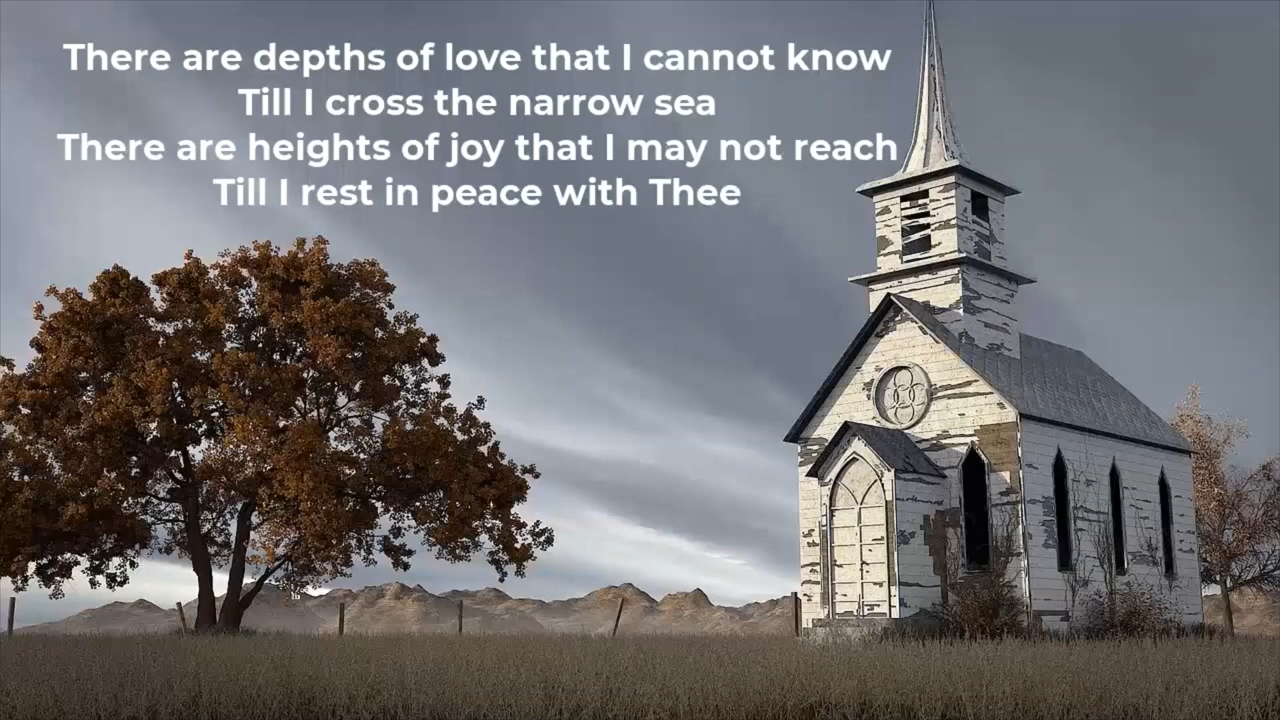 There are depths of love that I cannot know
Till I cross the narrow sea
There are heights of joy that I may not reach
Till I rest in peace with Thee